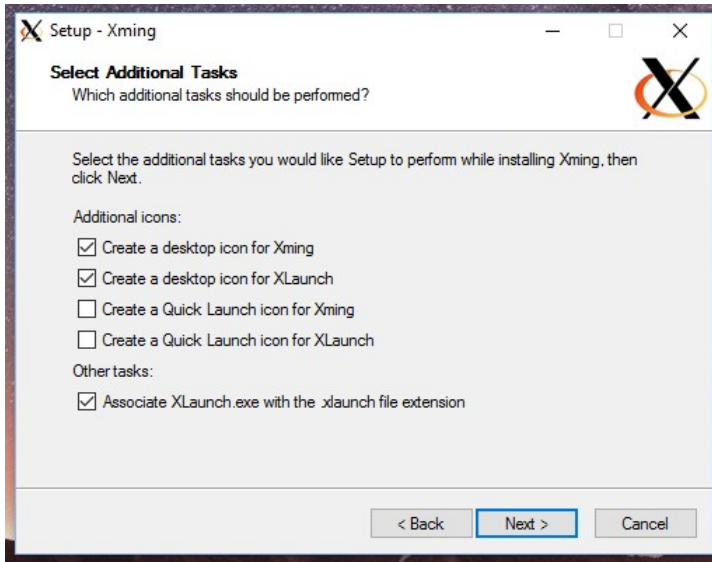 Setup - Xming
Select Additional Tasks
Which additional tasks should be performed?
Select the additional tasks you would like Setup to perform while installing Xming, then
click Next.
Additional icons:
Create a desktop icon for Xming
Create a desktop icon for XLaunch
Create a Quick Launch icon for Xming
Create a Quick Launch icon for XLaunch
Other tasks:
Associate XLaunch.exe with the .xlaunch file extension
< Back Next > Cancel